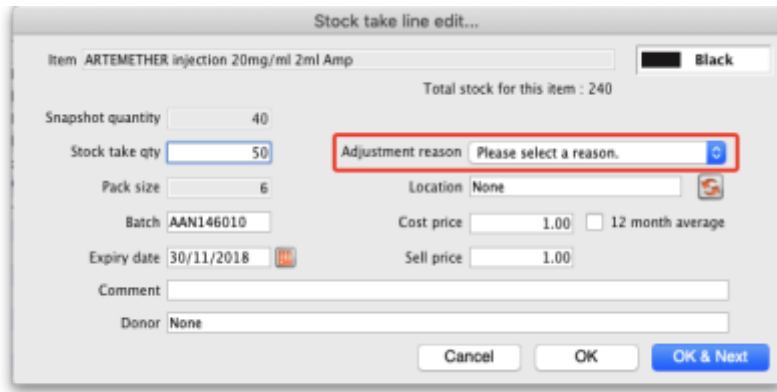 Stock take line edit...
Item ARTEMETHER injection 20mg/ml 2ml Amp Black
Total stock for this item : 240
Snapshot quantity 40
Stock take qty 50 Adjustment reason Please select a reason.
Pack size 6 Location None
Batch AAN146010 Cost price 1.00 12 month average
Expiry date 30/11/2018 Sell price 1.00
Comment
Donor None
Cancel OK OK & Next